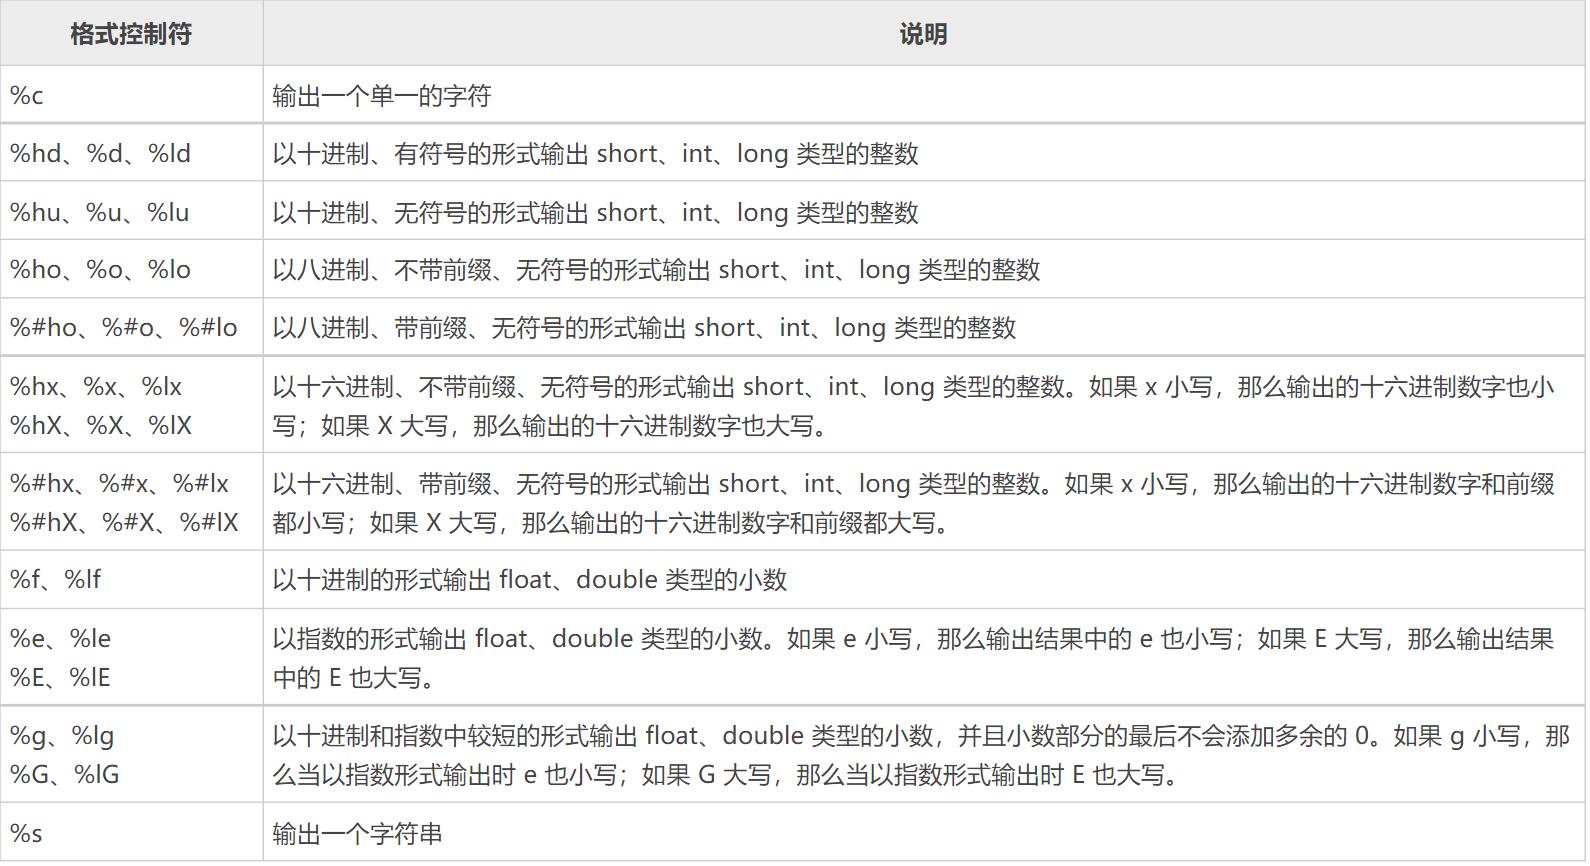 格式控制符 说明
%c 输出一个单一的字符
%hd、%d、%ld 以十进制、有符号的形式输出 short、int、long 类型的整数
%hu、%u、%lu 以十进制、无符号的形式输出 short、int、long 类型的整数
%ho、%o、%lo 以八进制、不带前缀、无符号的形式输出 short、int、long 类型的整数
%#ho、%#o、%#lo 以八进制、带前缀、无符号的形式输出 short、int、long 类型的整数
%hx、%x、%lx 以十六进制、不带前缀、无符号的形式输出 short、int、long 类型的整数。如果 x 小写，那么输出的十六进制数字也小
%hX、%X、%lX 写；如果 X 大写，那么输出的十六进制数字也大写。
%#hx、%#x、%#lx 以十六进制、带前缀、无符号的形式输出 short、int、long 类型的整数。如果 x 小写，那么输出的十六进制数字和前缀
%#hX、%#X、%#lX 都小写；如果 X 大写，那么输出的十六进制数字和前缀都大写。
%f、%lf 以十进制的形式输出 float、double 类型的小数
%e、%le 以指数的形式输出 float、double 类型的小数。如果 e 小写，那么输出结果中的 e 也小写；如果 E 大写，那么输出结果
%E、%lE 中的 E 也大写。
%g、%lg 以十进制和指数中较短的形式输出 float、double 类型的小数，并且小数部分的最后不会添加多余的 0。如果 g 小写，那
%G、%lG 么当以指数形式输出时 e 也小写；如果 G 大写，那么当以指数形式输出时 E 也大写。
%s 输出一个字符串